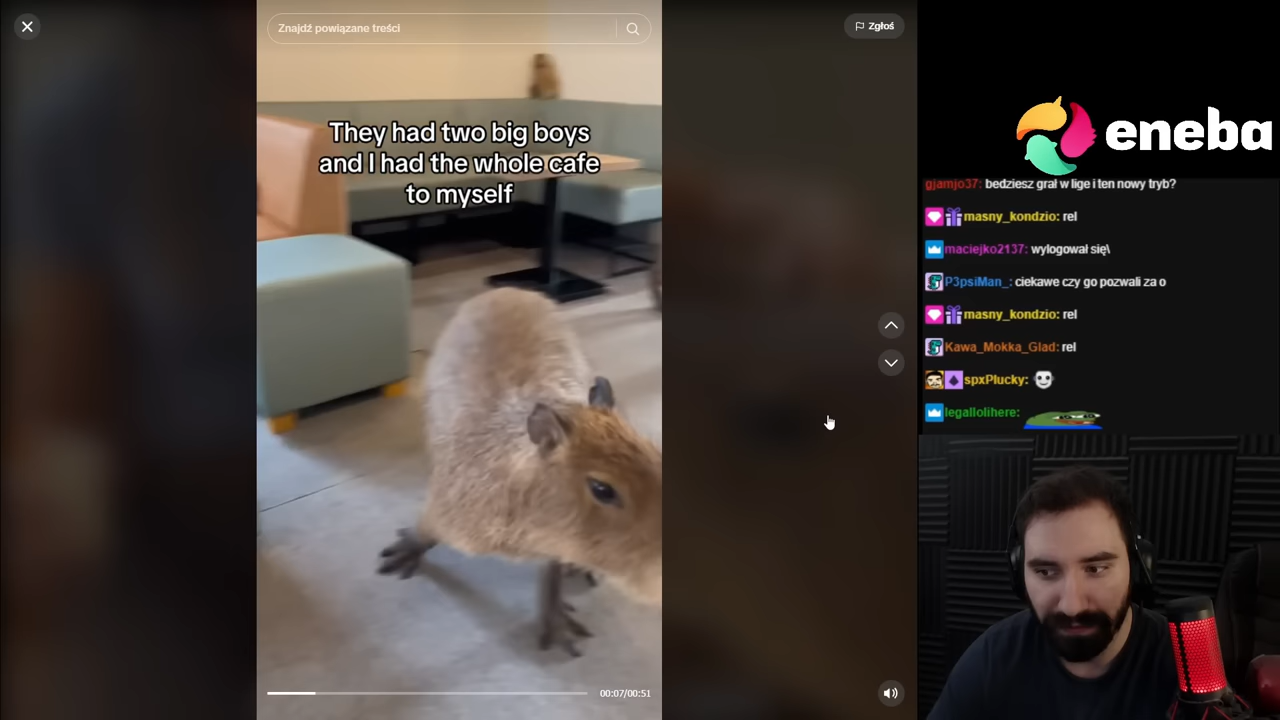 Znajdź powiązane treści
Zgłoś
They had two big boys
and I had the whole cafe
to myself
00:07/00:51
eneba
gjamjo37: bedziesz grał w lige i ten nowy tryb?
masny_kondzio: rel
maciejko2137: wylogował się\
P3psiMan_: ciekawe czy go pozwali za o
masny_kondzio: rel
Kawa_Mokka_Glad: rel
spxPlucky:
legallolihere: